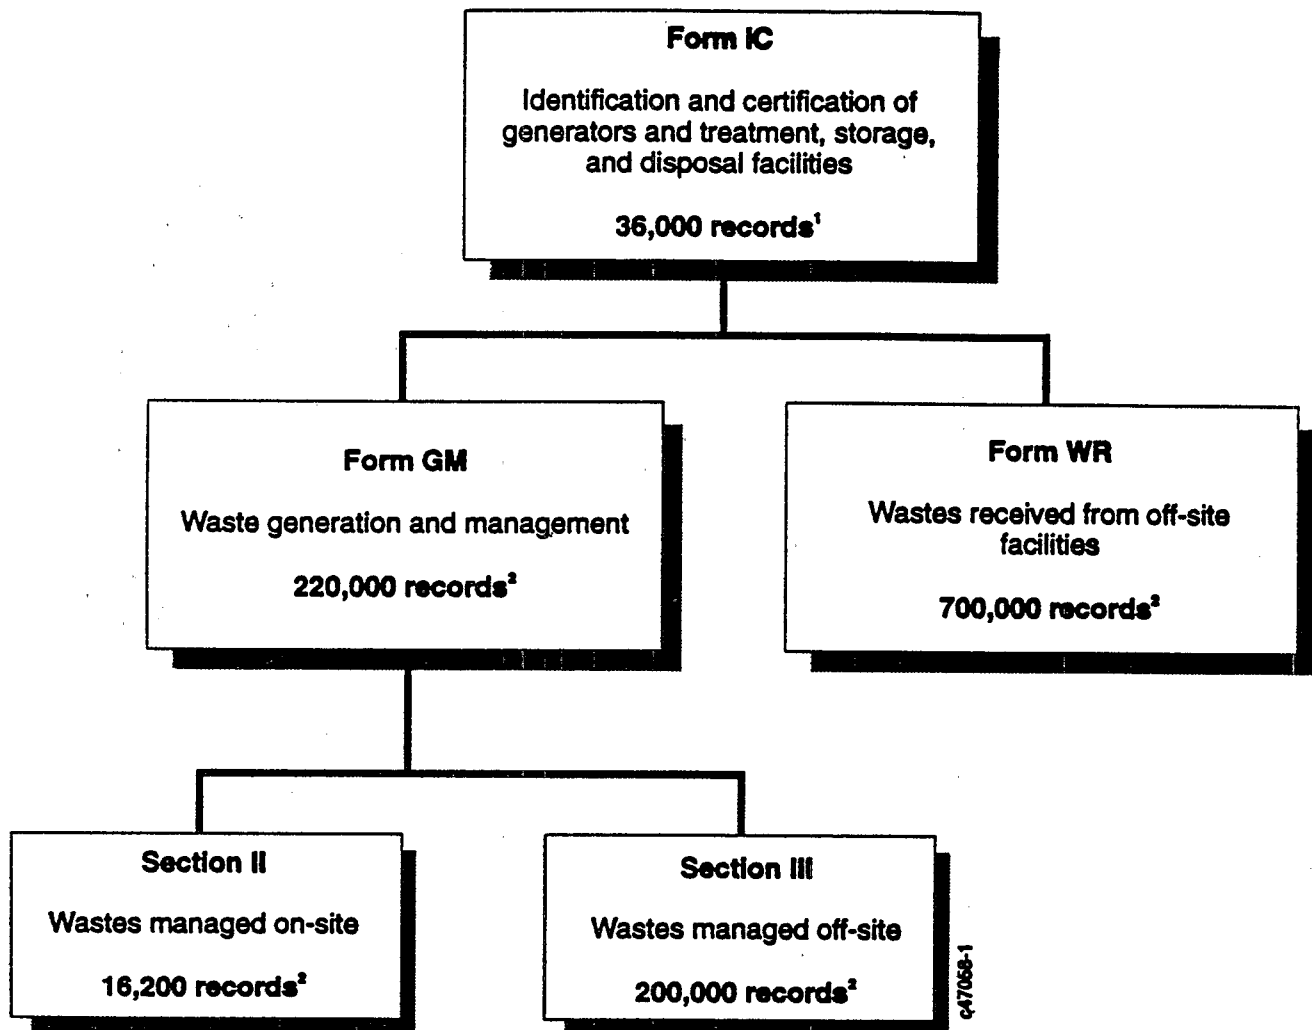 Form IC
Identification and certification of
generators and treatment, storage,
and disposal facilities
36,000 records¹
Form GM
Waste generation and management
220,000 records²
Form WR
Wastes received from off-site
facilities
700,000 records²
Section II
Wastes managed on-site
16,200 records²
Section III
Wastes managed off-site
200,000 records²
c47068-1